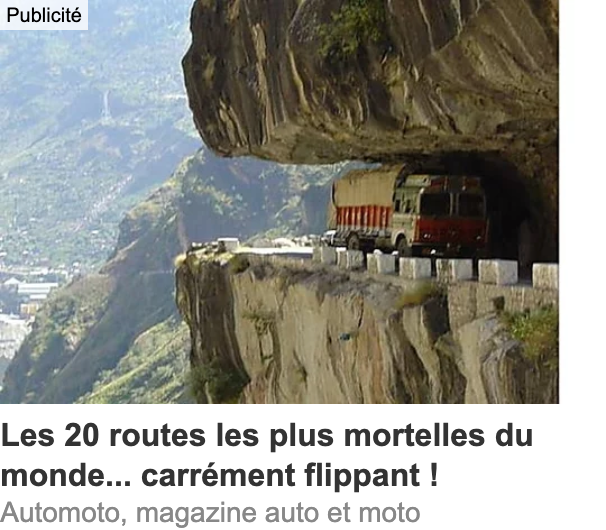 Publicité
Les 20 routes les plus mortelles du
monde... carrément flippant !
Automoto, magazine auto et moto